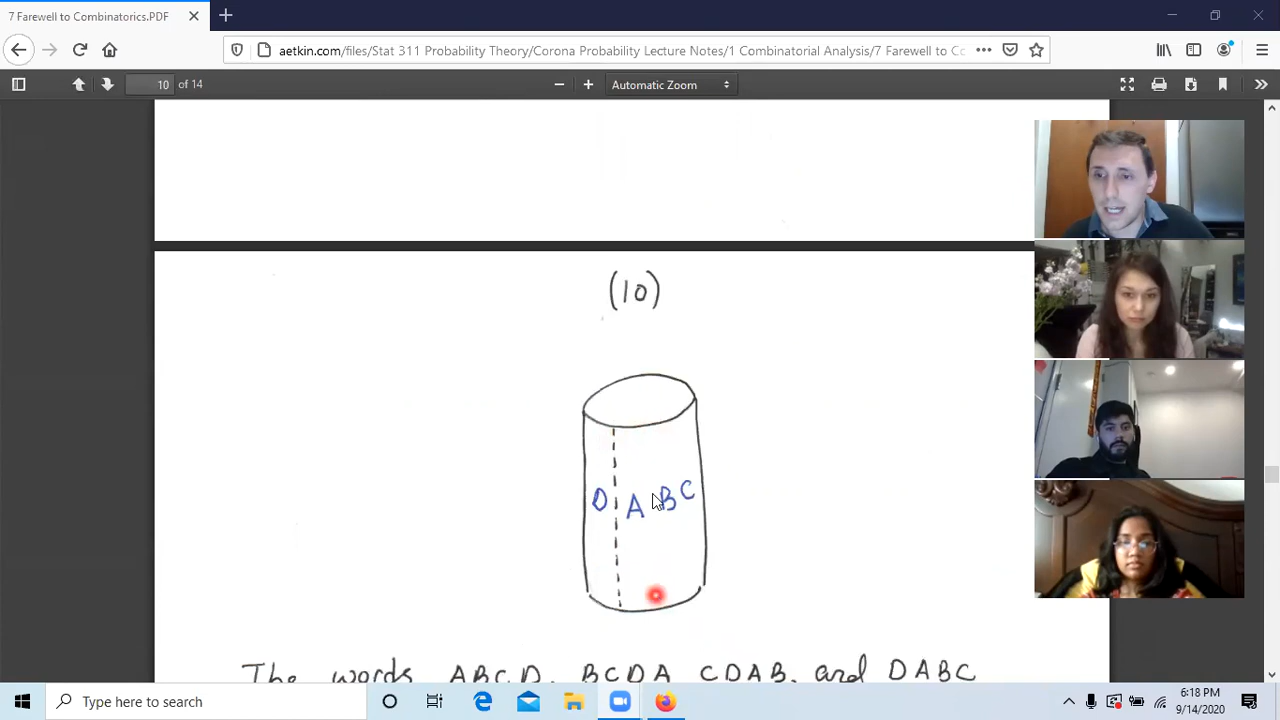 7 Farewell to Combinatorics.PDF
aetkin.com/files/Stat 311 Probability Theory/Corona Probability Lecture Notes/1 Combinatorial Analysis/7 Farewell to Co
10 of 14
Automatic Zoom
(10)
D A B C
The words ABCD, BCDA, CDAB, and DABC
Type here to search
6:18 PM
9/14/2020